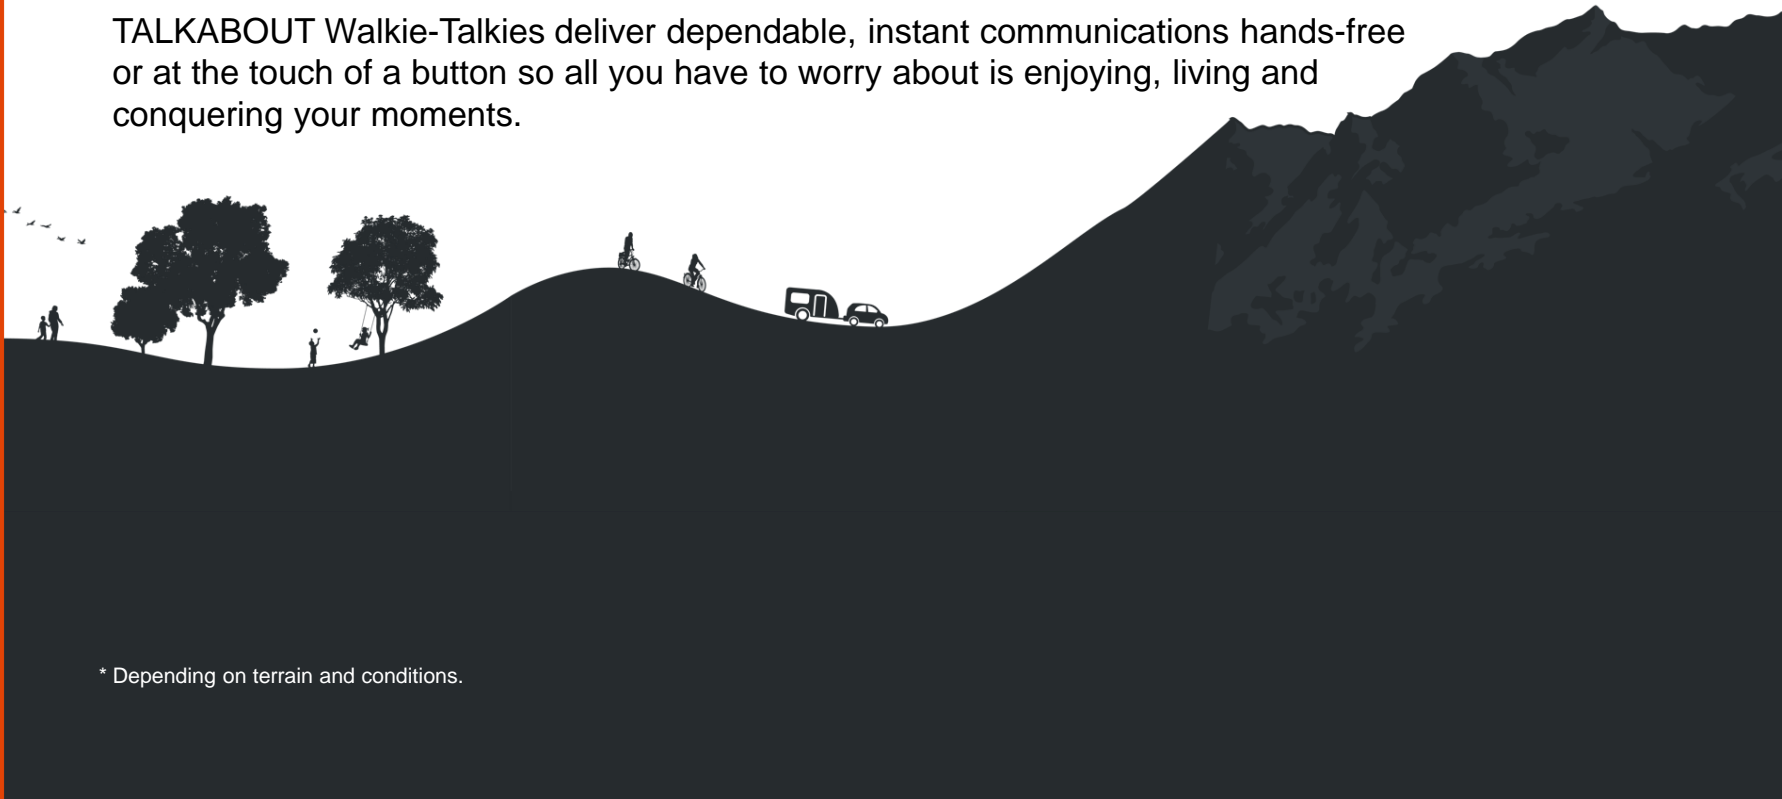 TALKABOUT Walkie-Talkies deliver dependable, instant communications hands-free
or at the touch of a button so all you have to worry about is enjoying, living and
conquering your moments.
* Depending on terrain and conditions.